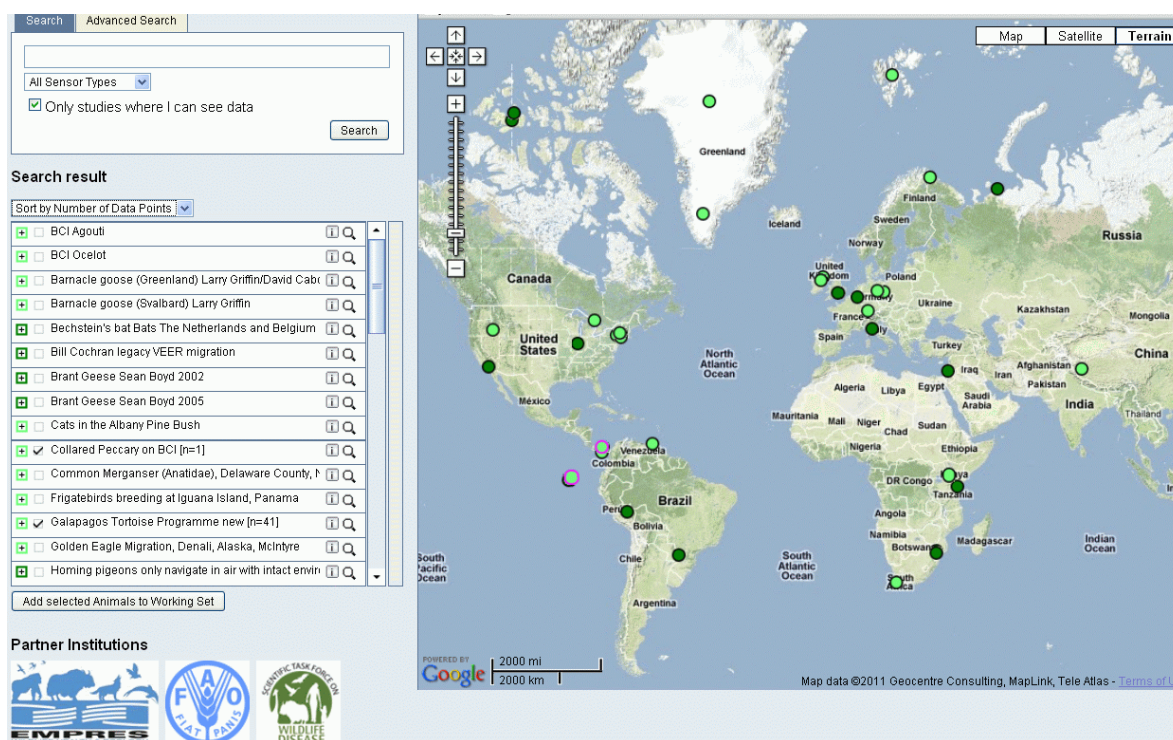 Search
Advanced Search
All Sensor Types
Only studies where I can see data
Search
Search result
Sort by Number of Data Points
BCI Agouti
BCI Ocelot
Barnacle goose (Greenland) Larry Griffin/David Cabo
Barnacle goose (Svalbard) Larry Griffin
Bechstein's bat Bats The Netherlands and Belgium
Bill Cochran legacy VEER migration
Brant Geese Sean Boyd 2002
Brant Geese Sean Boyd 2005
Cats in the Albany Pine Bush
Collared Peccary on BCI [n=1]
Common Merganser (Anatidae), Delaware County, N
Frigatebirds breeding at Iguana Island, Panama
Galapagos Tortoise Programme new [n=41]
Golden Eagle Migration, Denali, Alaska, McIntyre
Homing pigeons only navigate in air with intact envir
Add selected Animals to Working Set
Partner Institutions
EMPRES
F A O
FIAT PANIS
SCIENTIFIC TASK FORCE ON
WILDLIFE
DISEASE
Map
Satellite
Terrain
Greenland
Iceland
Finland
Sweden
Norway
Russia
United
Kingdom
Poland
Germany
Ukraine
France
Italy
Spain
Kazakhstan
Mongolia
Turkey
China
Canada
United
States
North
Atlantic
Ocean
Iraq
Iran
Afghanistan
Pakistan
Algeria
Libya
Egypt
Saudi
Arabia
India
Thailand
México
Mauritania
Mali
Niger
Chad
Sudan
Nigeria
Ethiopia
Venezuela
Colombia
DR Congo
Kenya
Tanzania
Brazil
Peru
Bolivia
Angola
Namibia
Botswana
Madagascar
Indian
Ocean
Chile
South
Pacific
Ocean
South
Atlantic
Ocean
South
Africa
Argentina
POWERED BY
Google
2000 mi
2000 km
Map data ©2011 Geocentre Consulting, MapLink, Tele Atlas - Terms of U